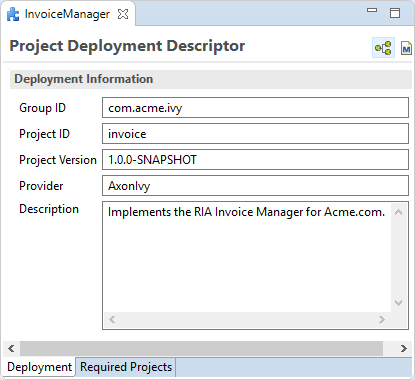 InvoiceManager
Project Deployment Descriptor
M
Deployment Information
Group ID com.acme.ivy
Project ID invoice
Project Version 1.0.0-SNAPSHOT
Provider AxonIvy
Description Implements the RIA Invoice Manager for Acme.com.
Deployment Required Projects